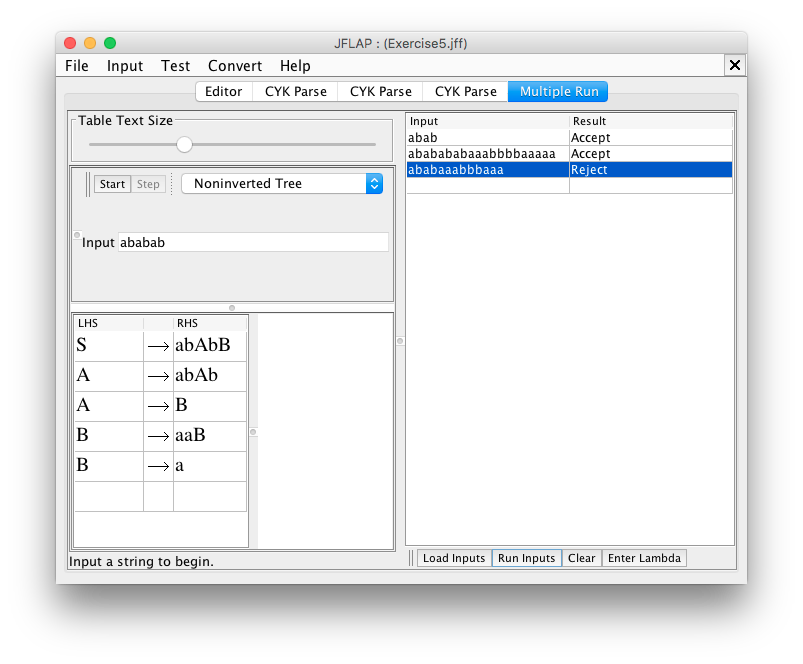 JFLAP : (Exercise5.jff)
File Input Test Convert Help
Editor CYK Parse CYK Parse CYK Parse Multiple Run
Table Text Size
Start Step Noninverted Tree
Input ababab
LHS RHS
S → abAbB
A → abAb
A → B
B → aaB
B → a
Input a string to begin.
Input Result
abab Accept
ababababaaabbbbaaaaa Accept
ababaaabbbaaa Reject
Load Inputs Run Inputs Clear Enter Lambda